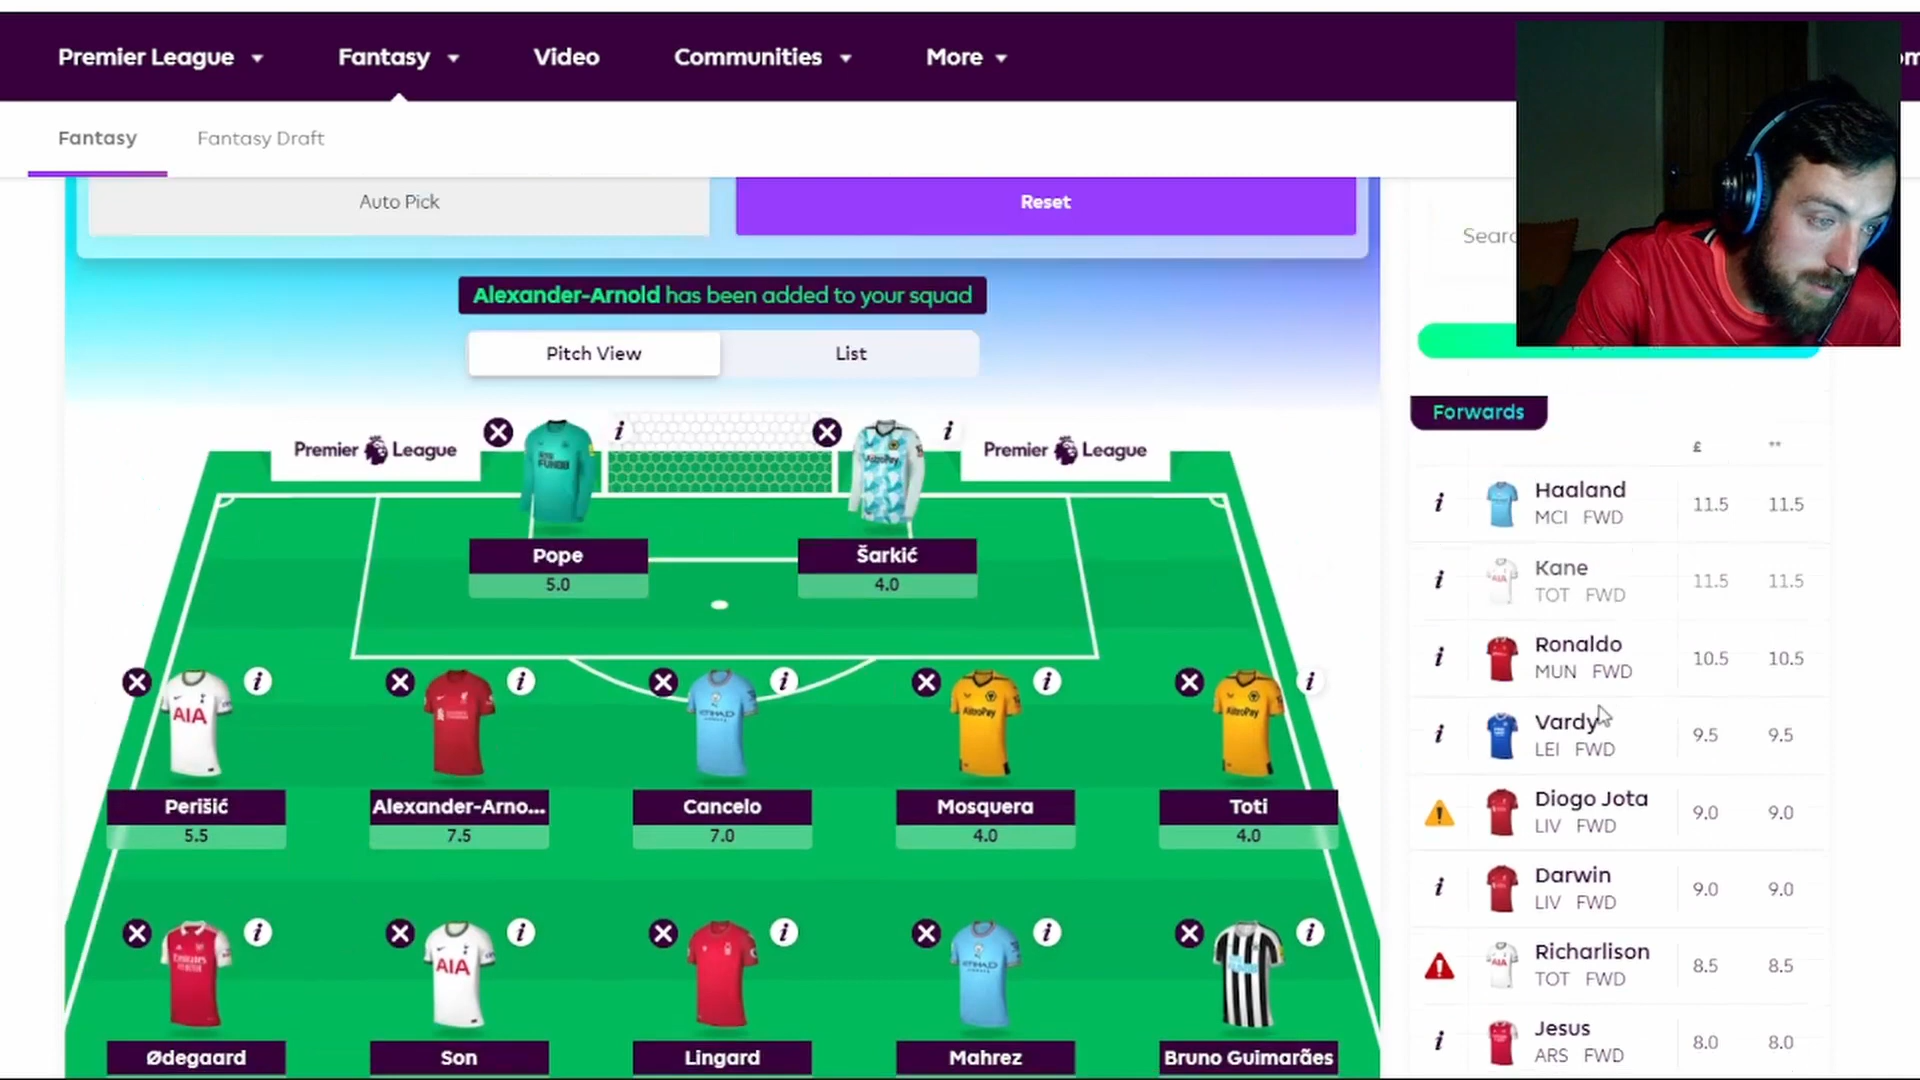 Premier League Fantasy Video Communities More
Fantasy Fantasy Draft
Auto Pick Reset
Alexander-Arnold has been added to your squad
Pitch View List
Premier League Premier League
Pope Šarkić
5.0 4.0
AIA AstroPay AstroPay
Perišić Alexander-Arno... Cancelo Mosquera Toti
5.5 7.5 7.0 4.0 4.0
AIA
Ødegaard Son Lingard Mahrez Bruno Guimarães
Forwards
£ **
Haaland
MCI FWD 11.5 11.5
Kane
TOT FWD 11.5 11.5
Ronaldo
MUN FWD 10.5 10.5
Vardy
LEI FWD 9.5 9.5
Diogo Jota
LIV FWD 9.0 9.0
Darwin
LIV FWD 9.0 9.0
Richarlison
TOT FWD 8.5 8.5
Jesus
ARS FWD 8.0 8.0